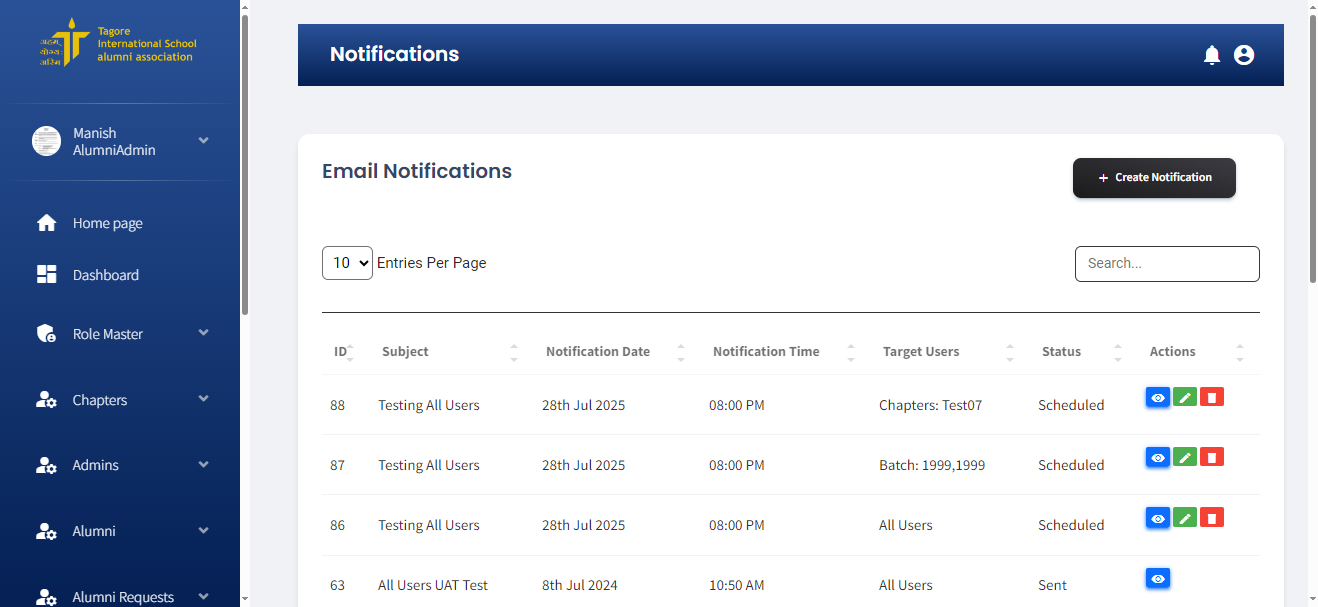 अहम्
योग्यः
अस्मि
Tagore
International School
alumni association
Manish
AlumniAdmin
Home page
Dashboard
Role Master
Chapters
Admins
Alumni
Alumni Requests
Notifications
Email Notifications
+ Create Notification
10 Entries Per Page
Search...
ID Subject Notification Date Notification Time Target Users Status Actions
88 Testing All Users 28th Jul 2025 08:00 PM Chapters: Test07 Scheduled
87 Testing All Users 28th Jul 2025 08:00 PM Batch: 1999,1999 Scheduled
86 Testing All Users 28th Jul 2025 08:00 PM All Users Scheduled
63 All Users UAT Test 8th Jul 2024 10:50 AM All Users Sent